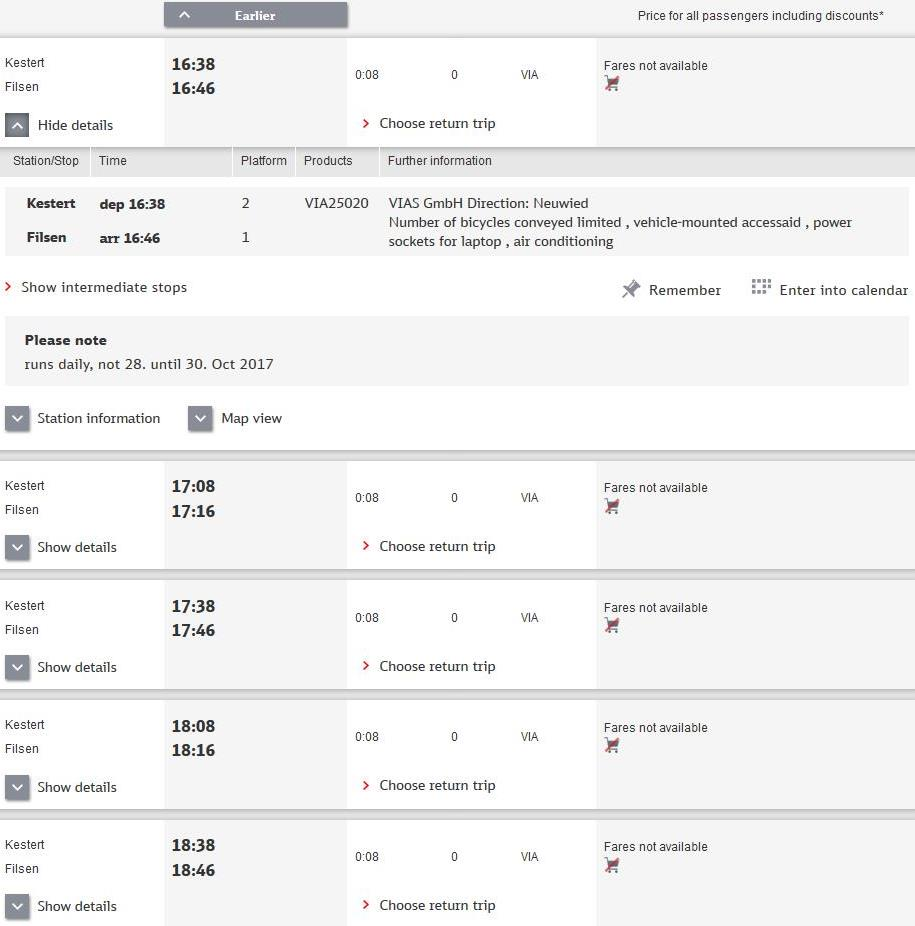 Earlier
Price for all passengers including discounts*
Kestert
Filsen
16:38
16:46
0:08 0 VIA
Fares not available
Hide details
Choose return trip
Station/Stop Time Platform Products Further information
Kestert dep 16:38 2 VIA25020 VIAS GmbH Direction: Neuwied
Number of bicycles conveyed limited , vehicle-mounted accessaid , power
sockets for laptop , air conditioning
Filsen arr 16:46 1
Show intermediate stops
Remember
Enter into calendar
Please note
runs daily, not 28. until 30. Oct 2017
Station information
Map view
Kestert
Filsen
17:08
17:16
0:08 0 VIA
Fares not available
Show details
Choose return trip
Kestert
Filsen
17:38
17:46
0:08 0 VIA
Fares not available
Show details
Choose return trip
Kestert
Filsen
18:08
18:16
0:08 0 VIA
Fares not available
Show details
Choose return trip
Kestert
Filsen
18:38
18:46
0:08 0 VIA
Fares not available
Show details
Choose return trip